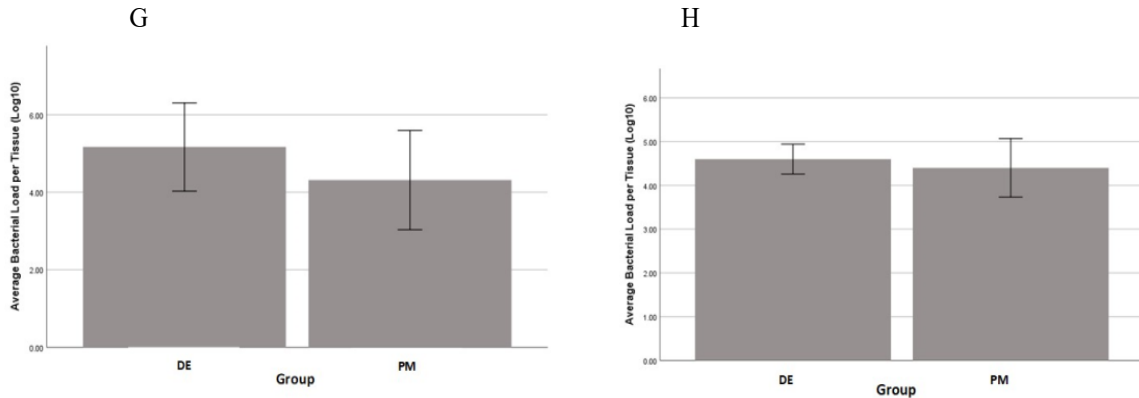 G
Average Bacterial Load per Tissue (Log10)
6.00
4.00
2.00
0.00
DE
PM
Group
H
Average Bacterial Load per Tissue (Log10)
6.00
5.00
4.00
3.00
2.00
1.00
0.00
DE
PM
Group